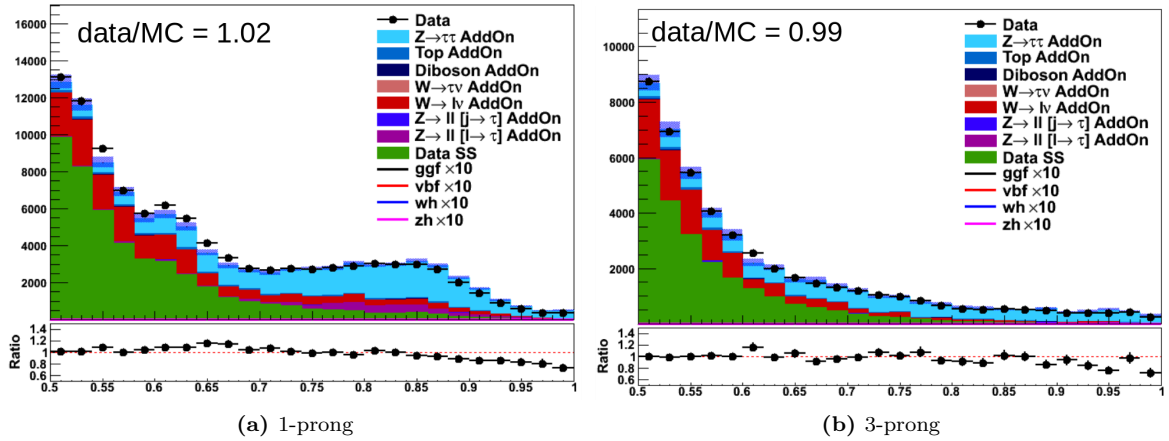 data/MC = 1.02
Data
Z→ττ AddOn
Top AddOn
Diboson AddOn
W→τν AddOn
W→ lν AddOn
Z→ ll [j→ τ] AddOn
Z→ ll [l→ τ] AddOn
Data SS
ggf ×10
vbf ×10
wh ×10
zh ×10
14000
12000
10000
8000
6000
4000
2000
Ratio
1.4
1.2
1.0
0.8
0.6
0.5 0.55 0.6 0.65 0.7 0.75 0.8 0.85 0.9 0.95 1
(a) 1-prong
data/MC = 0.99
Data
Z→ττ AddOn
Top AddOn
Diboson AddOn
W→τν AddOn
W→ lν AddOn
Z→ ll [j→ τ] AddOn
Z→ ll [l→ τ] AddOn
Data SS
ggf ×10
vbf ×10
wh ×10
zh ×10
10000
8000
6000
4000
2000
Ratio
1.2
1
0.8
0.6
0.5 0.55 0.6 0.65 0.7 0.75 0.8 0.85 0.9 0.95 1
(b) 3-prong